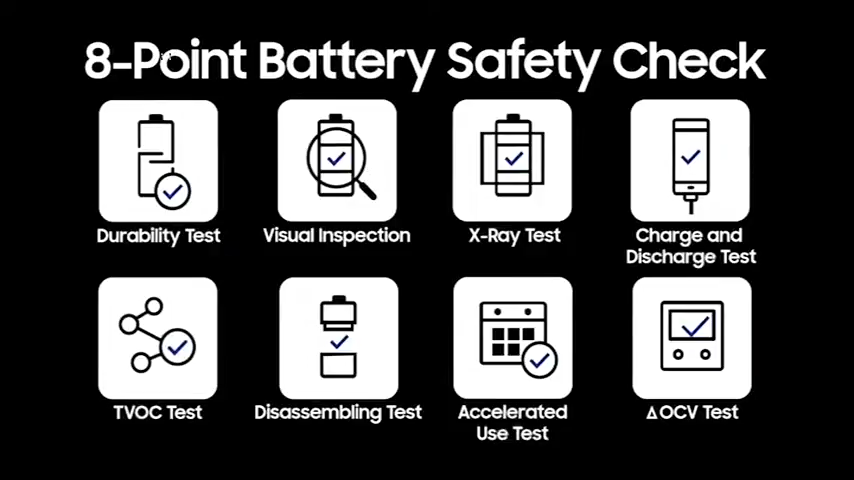 8-Point Battery Safety Check
Durability Test
Visual Inspection
X-Ray Test
Charge and
Discharge Test
TVOC Test
Disassembling Test
Accelerated
Use Test
Δ OCV Test